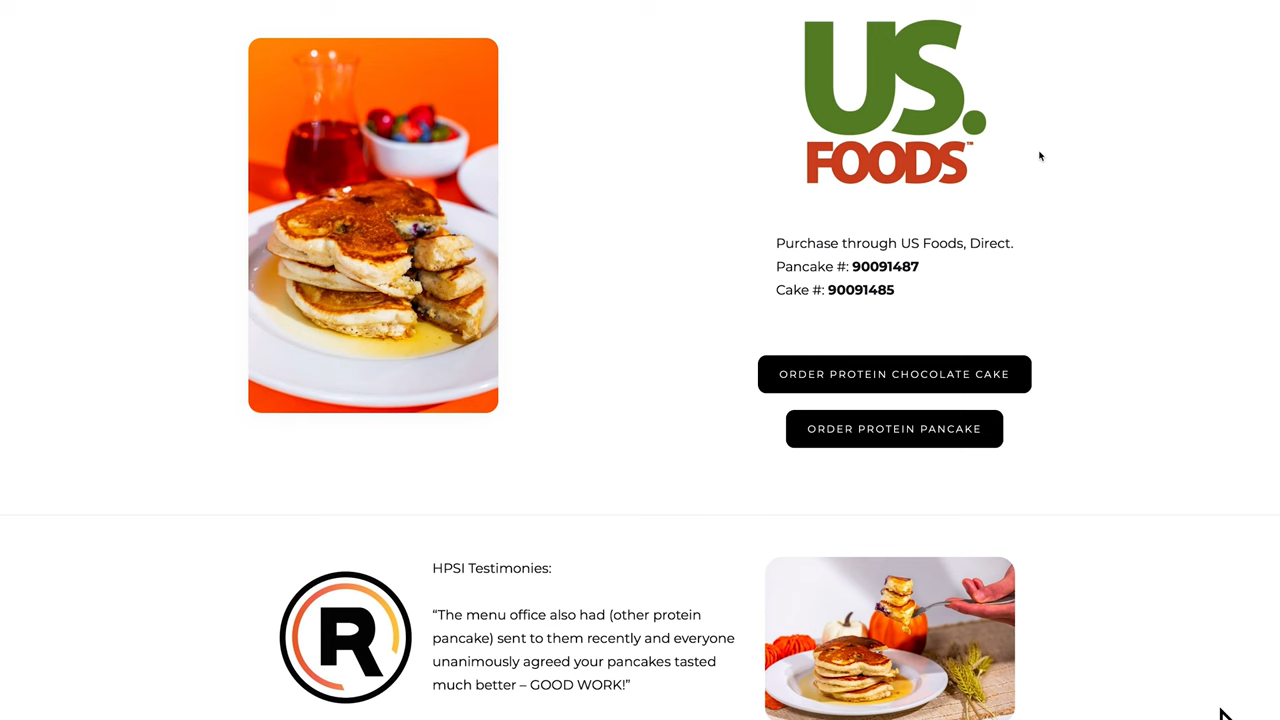 US.
FOODS™
Purchase through US Foods, Direct.
Pancake #: 90091487
Cake #: 90091485
ORDER PROTEIN CHOCOLATE CAKE
ORDER PROTEIN PANCAKE
HPSI Testimonies:
R
“The menu office also had (other protein
pancake) sent to them recently and everyone
unanimously agreed your pancakes tasted
much better – GOOD WORK!”